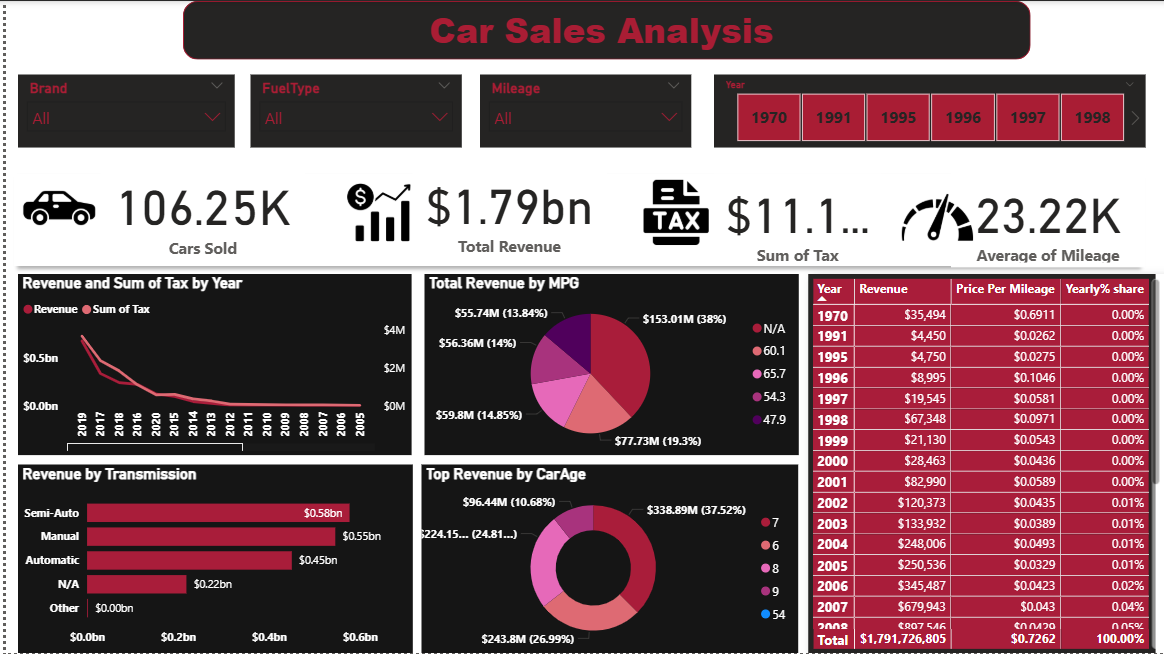 Car Sales Analysis
Brand
All
FuelType
All
Mileage
All
Year
1970 1991 1995 1996 1997 1998
106.25K
Cars Sold
$1.79bn
Total Revenue
TAX
$11.1...
Sum of Tax
23.22K
Average of Mileage
Revenue and Sum of Tax by Year
Revenue Sum of Tax
$0.5bn
$0.0bn
$4M
$2M
$0M
2019 2017 2018 2016 2020 2015 2014 2013 2012 2011 2010 2009 2008 2007 2006 2005
Total Revenue by MPG
$153.01M (38%)
$77.73M (19.3%)
$59.8M (14.85%)
$56.36M (14%)
$55.74M (13.84%)
N/A
60.1
65.7
54.3
47.9
Revenue by Transmission
Semi-Auto $0.58bn
Manual $0.55bn
Automatic $0.45bn
N/A $0.22bn
Other $0.00bn
$0.0bn $0.2bn $0.4bn $0.6bn
Top Revenue by CarAge
$338.89M (37.52%)
$243.8M (26.99%)
$224.15... (24.81...)
$96.44M (10.68%)
7
6
8
9
54
Year Revenue Price Per Mileage Yearly% share
1970 $35,494 $0.6911 0.00%
1991 $4,450 $0.0262 0.00%
1995 $4,750 $0.0275 0.00%
1996 $8,995 $0.1046 0.00%
1997 $19,545 $0.0581 0.00%
1998 $67,348 $0.0971 0.00%
1999 $21,130 $0.0543 0.00%
2000 $28,463 $0.0436 0.00%
2001 $82,990 $0.0589 0.00%
2002 $120,373 $0.0435 0.01%
2003 $133,932 $0.0389 0.01%
2004 $248,006 $0.0493 0.01%
2005 $250,536 $0.0329 0.01%
2006 $345,487 $0.0423 0.02%
2007 $679,943 $0.043 0.04%
2008 $897,546 $0.0429 0.05%
Total $1,791,726,805 $0.7262 100.00%